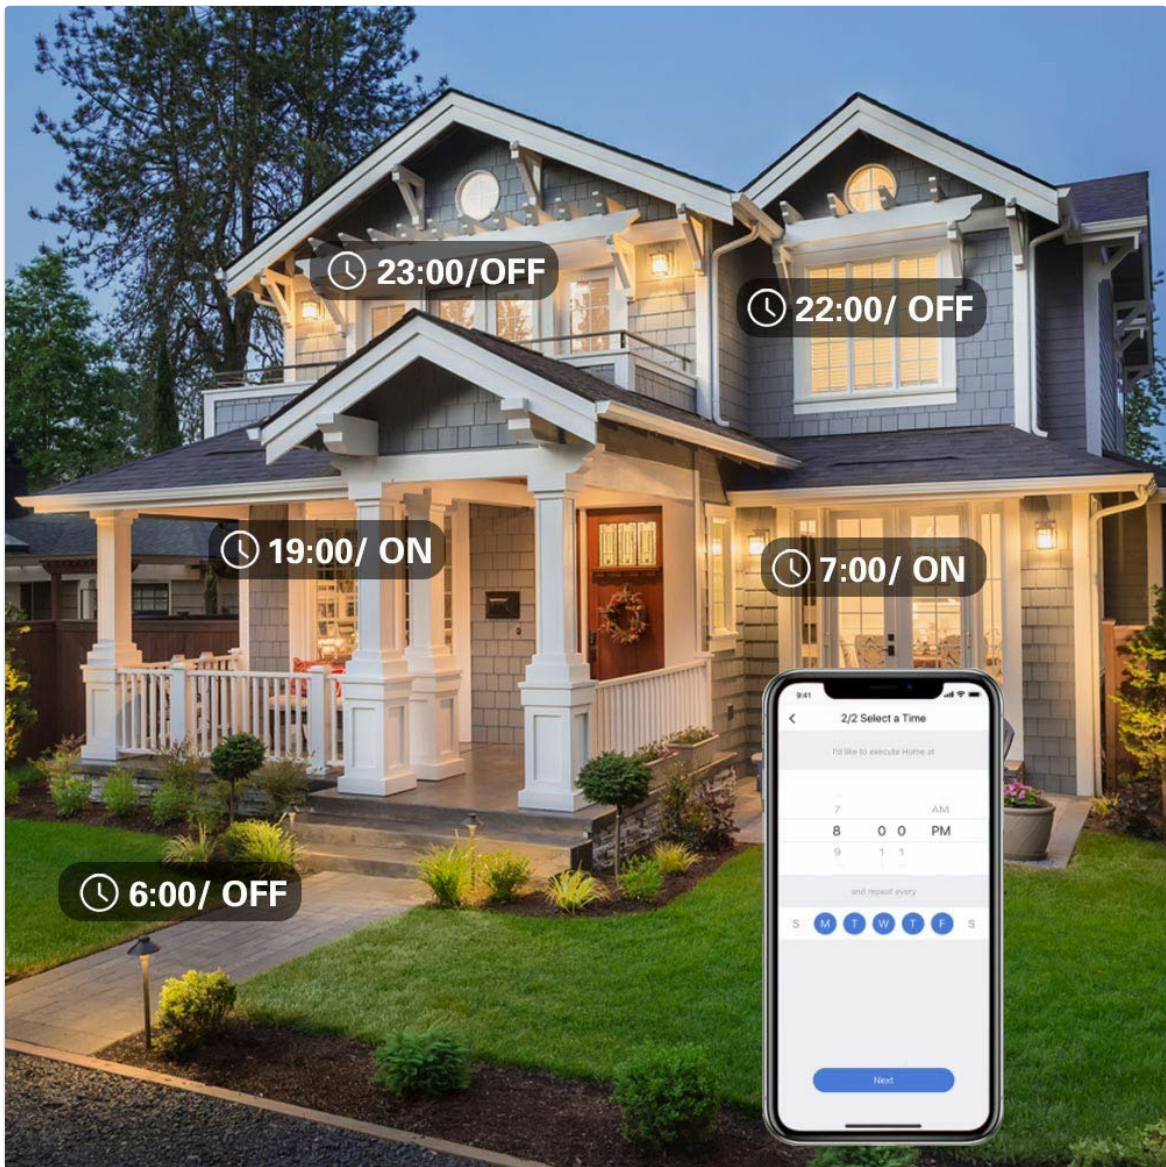 23:00/OFF
22:00/ OFF
19:00/ ON
7:00/ ON
6:00/ OFF
9:41
2/2 Select a Time
I'd like to execute Home at
7 AM
8 0 0 PM
9 1 1
and repeat every
S M T W T F S
Next